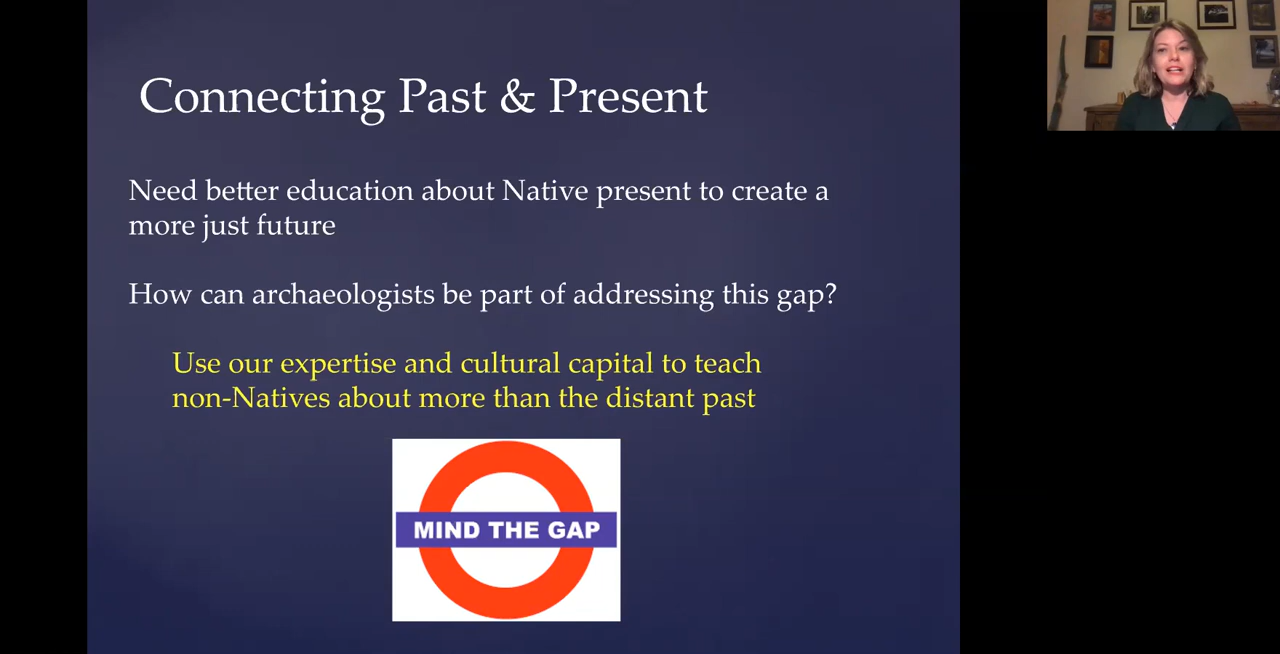 Connecting Past & Present
Need better education about Native present to create a
more just future
How can archaeologists be part of addressing this gap?
Use our expertise and cultural capital to teach
non-Natives about more than the distant past
MIND THE GAP